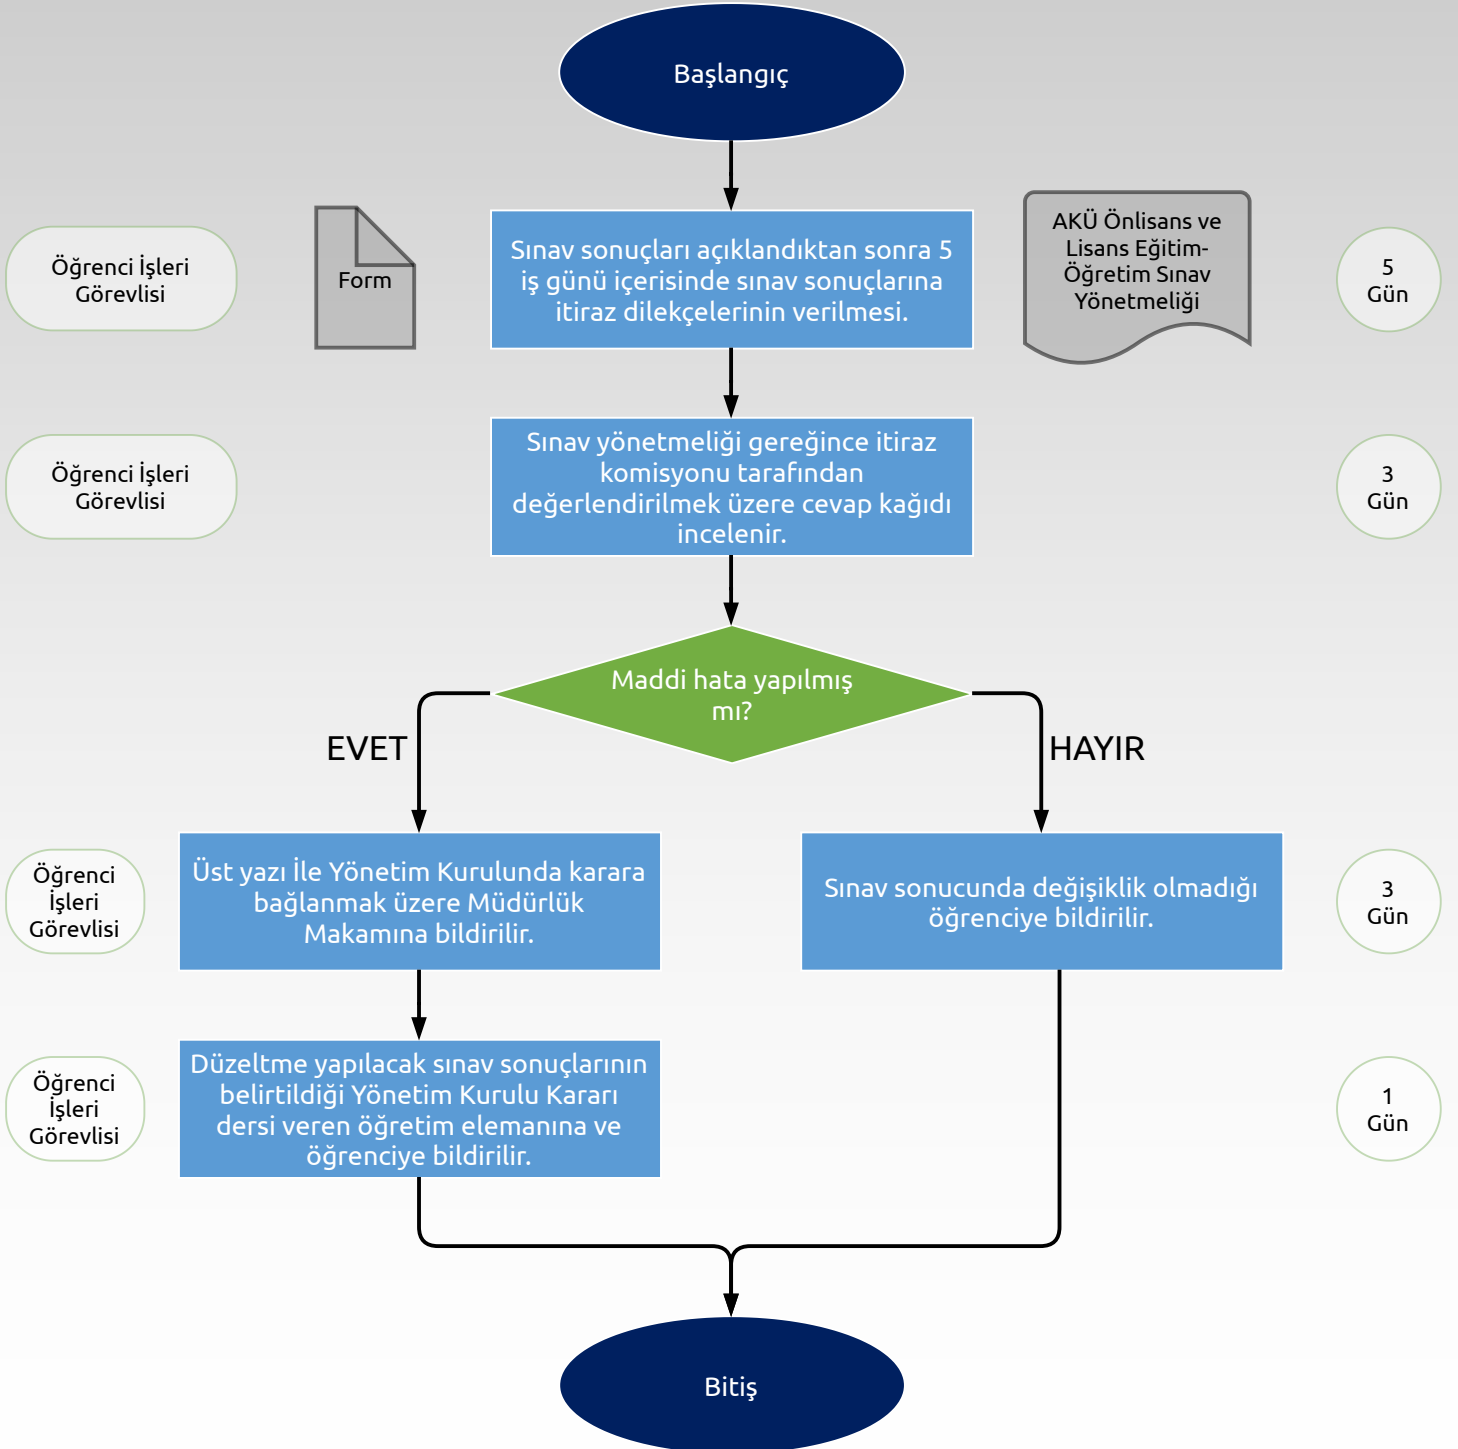 Başlangıç
Öğrenci İşleri
Görevlisi
Form
Sınav sonuçları açıklandıktan sonra 5
iş günü içerisinde sınav sonuçlarına
itiraz dilekçelerinin verilmesi.
AKÜ Önlisans ve
Lisans Eğitim-
Öğretim Sınav
Yönetmeliği
5
Gün
Öğrenci İşleri
Görevlisi
Sınav yönetmeliği gereğince itiraz
komisyonu tarafından
değerlendirilmek üzere cevap kağıdı
incelenir.
3
Gün
Maddi hata yapılmış
mı?
EVET
HAYIR
Öğrenci
İşleri
Görevlisi
Üst yazı İle Yönetim Kurulunda karara
bağlanmak üzere Müdürlük
Makamına bildirilir.
Sınav sonucunda değişiklik olmadığı
öğrenciye bildirilir.
3
Gün
Öğrenci
İşleri
Görevlisi
Düzeltme yapılacak sınav sonuçlarının
belirtildiği Yönetim Kurulu Kararı
dersi veren öğretim elemanına ve
öğrenciye bildirilir.
1
Gün
Bitiş